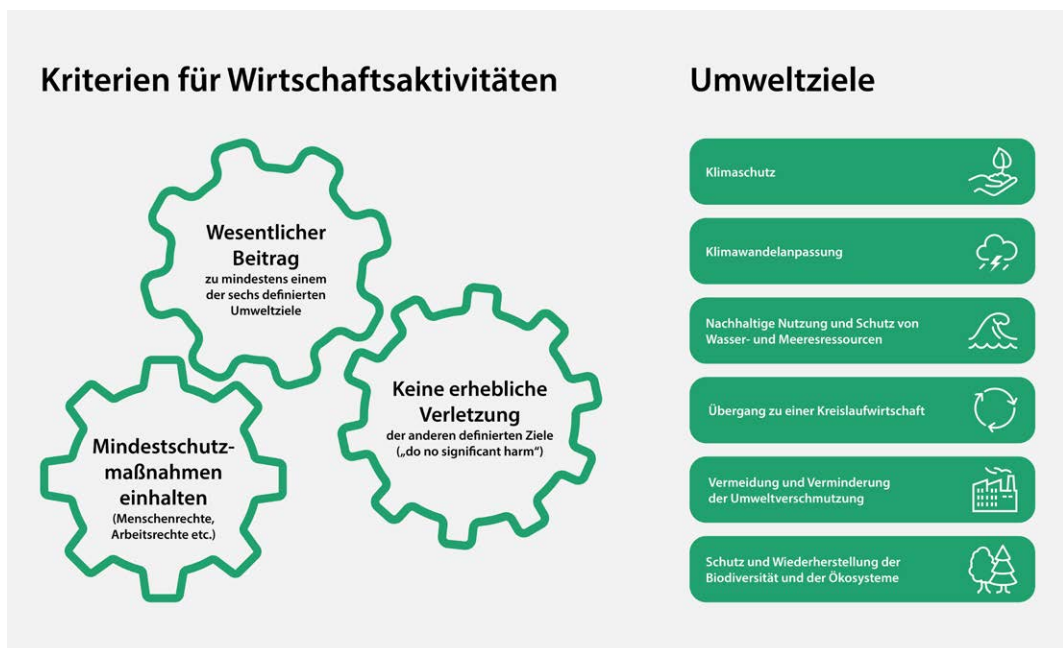 Kriterien für Wirtschaftsaktivitäten
Wesentlicher
Beitrag
zu mindestens einem
der sechs definierten
Umweltziele
Keine erhebliche
Verletzung
der anderen definierten Ziele
(„do no significant harm“)
Mindestschutz-
maßnahmen
einhalten
(Menschenrechte,
Arbeitsrechte etc.)
Umweltziele
Klimaschutz
Klimawandelanpassung
Nachhaltige Nutzung und Schutz von
Wasser- und Meeresressourcen
Übergang zu einer Kreislaufwirtschaft
Vermeidung und Verminderung
der Umweltverschmutzung
Schutz und Wiederherstellung der
Biodiversität und der Ökosysteme